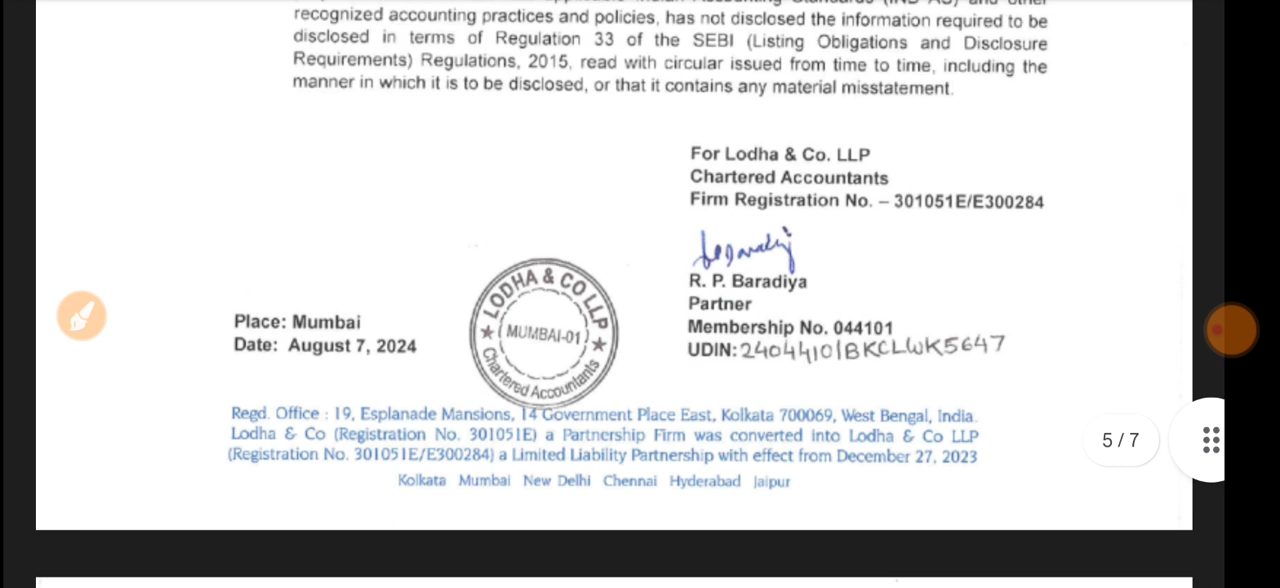 recognized accounting practices and policies, has not disclosed the information required to be
disclosed in terms of Regulation 33 of the SEBI (Listing Obligations and Disclosure
Requirements) Regulations, 2015, read with circular issued from time to time, including the
manner in which it is to be disclosed, or that it contains any material misstatement.
For Lodha & Co. LLP
Chartered Accountants
Firm Registration No. – 301051E/E300284
R. P. Baradiya
Partner
Membership No. 044101
UDIN: 24044101BKCLWK5647
Place: Mumbai
Date: August 7, 2024
LODHA & CO LLP
MUMBAI-01
Chartered Accountants
Regd. Office : 19, Esplanade Mansions, 14 Government Place East, Kolkata 700069, West Bengal, India.
Lodha & Co (Registration No. 301051E) a Partnership Firm was converted into Lodha & Co LLP
(Registration No. 301051E/E300284) a Limited Liability Partnership with effect from December 27, 2023
Kolkata Mumbai New Delhi Chennai Hyderabad Jaipur
5 / 7